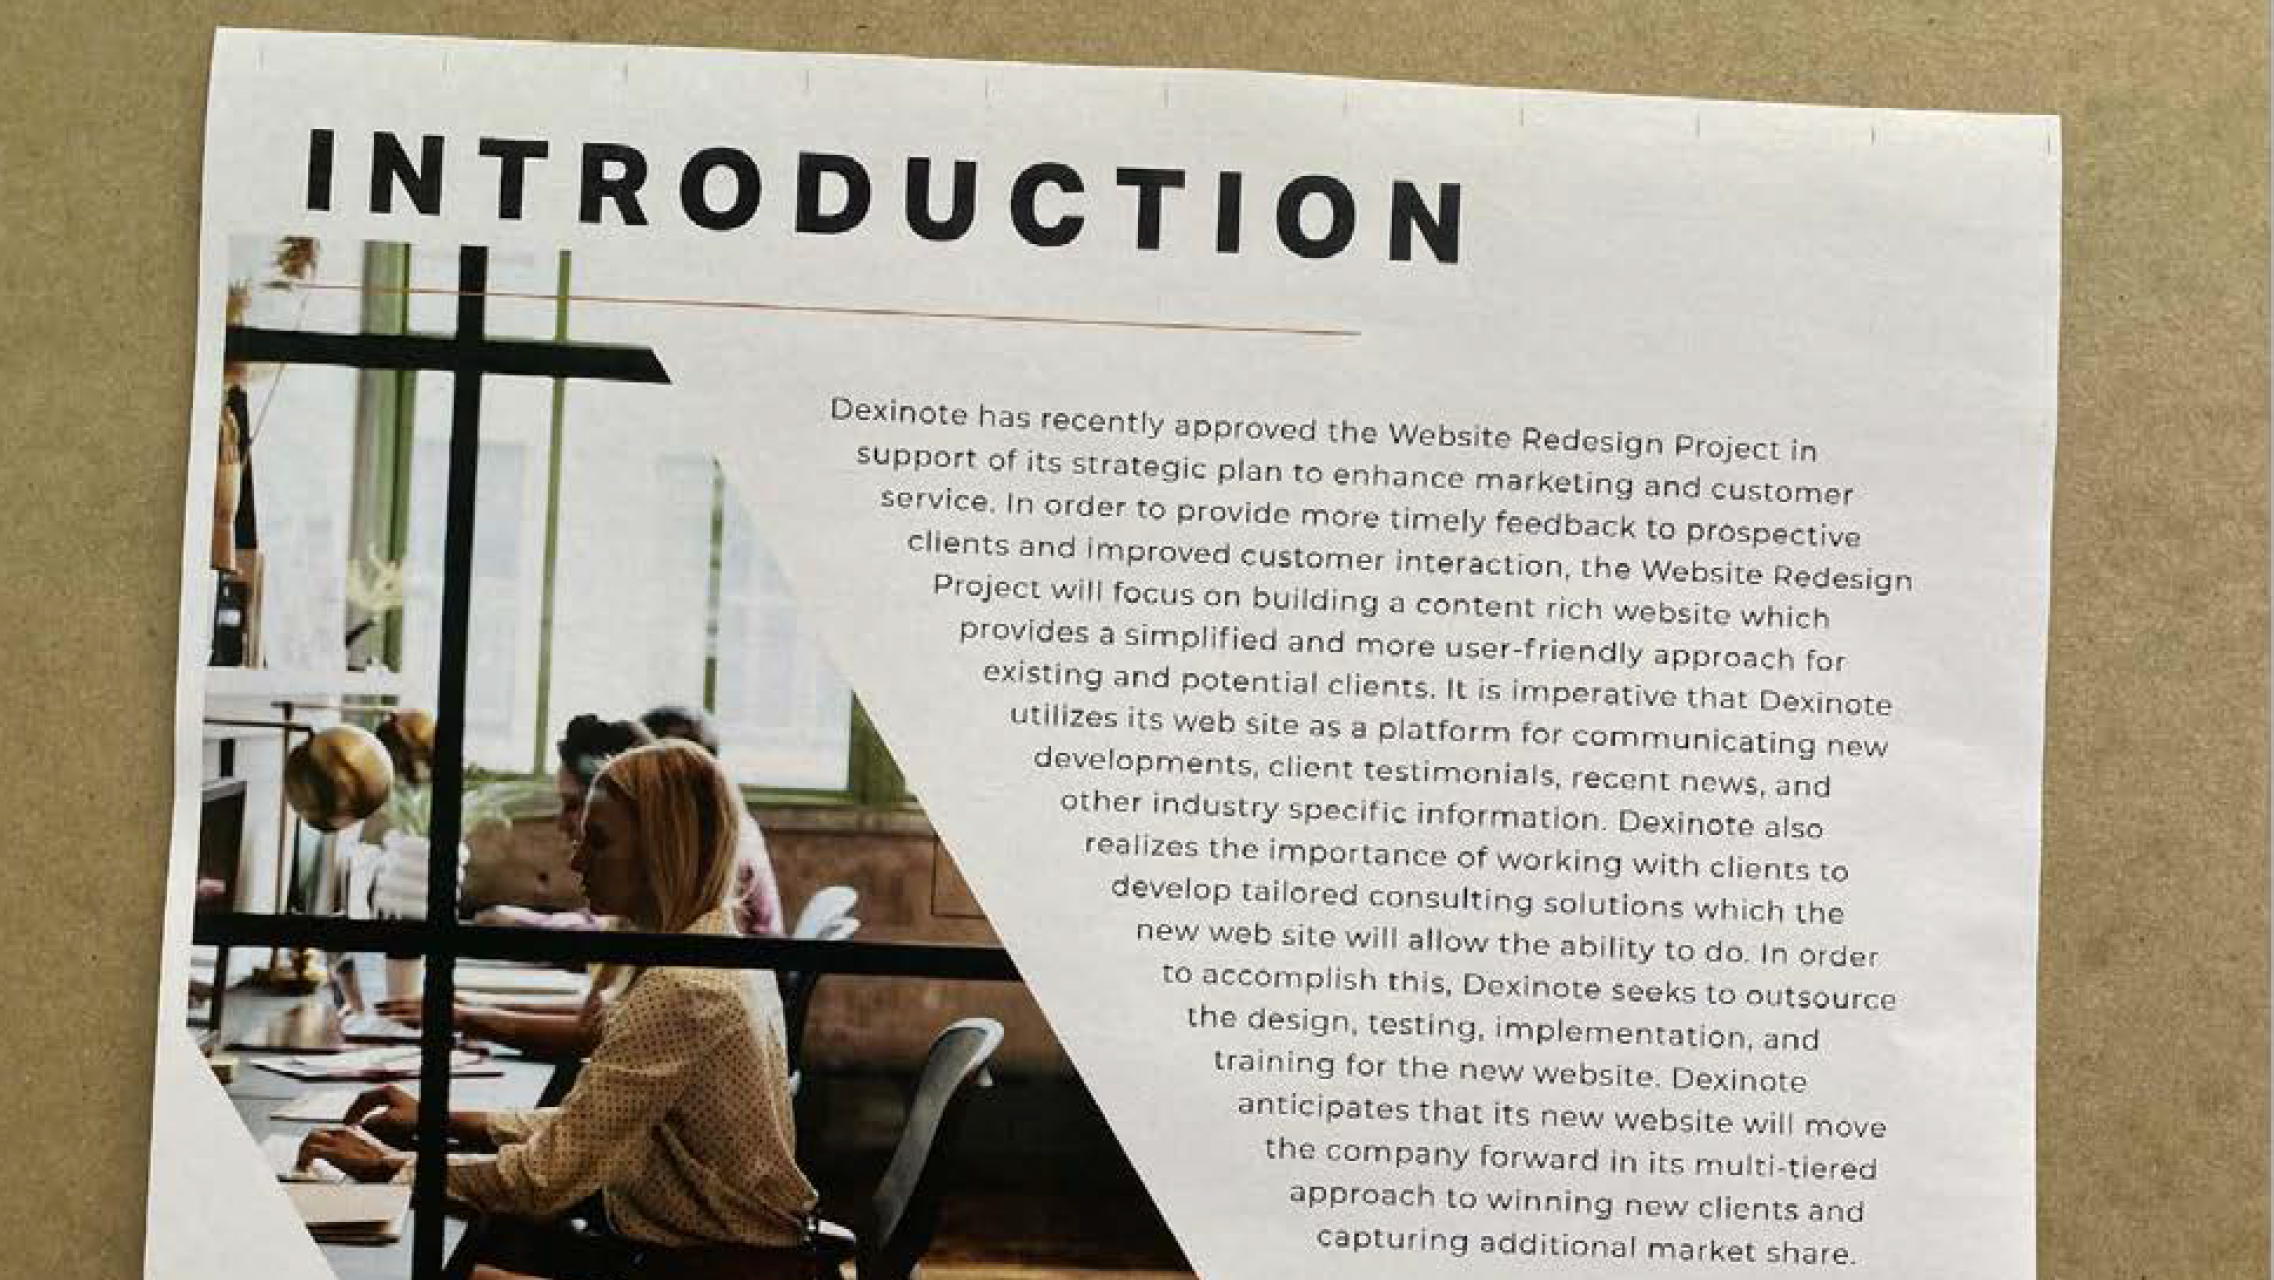 INTRODUCTION
Dexinote has recently approved the Website Redesign Project in
support of its strategic plan to enhance marketing and customer
service. In order to provide more timely feedback to prospective
clients and improved customer interaction, the Website Redesign
Project will focus on building a content rich website which
provides a simplified and more user-friendly approach for
existing and potential clients. It is imperative that Dexinote
utilizes its web site as a platform for communicating new
developments, client testimonials, recent news, and
other industry specific information. Dexinote also
realizes the importance of working with clients to
develop tailored consulting solutions which the
new web site will allow the ability to do. In order
to accomplish this, Dexinote seeks to outsource
the design, testing, implementation, and
training for the new website. Dexinote
anticipates that its new website will move
the company forward in its multi-tiered
approach to winning new clients and
capturing additional market share.